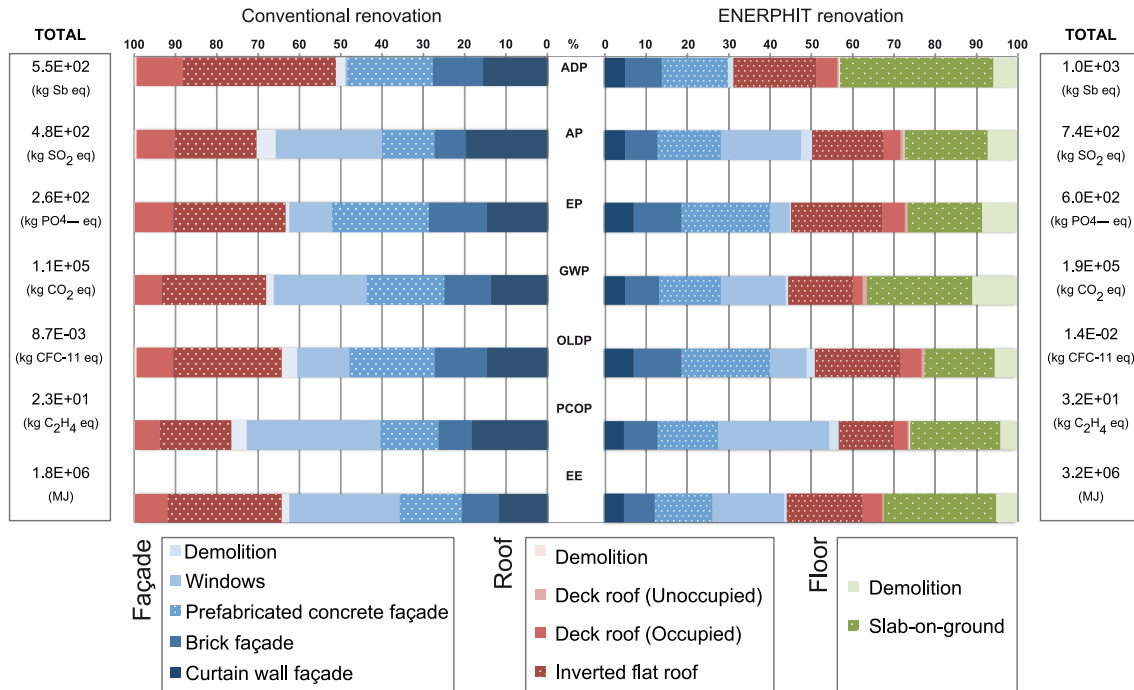 Conventional renovation
ENERPHIT renovation
TOTAL
100 90 80 70 60 50 40 30 20 10 0
%
0 10 20 30 40 50 60 70 80 90 100
TOTAL
5.5E+02
(kg Sb eq)
ADP
1.0E+03
(kg Sb eq)
4.8E+02
(kg SO2 eq)
AP
7.4E+02
(kg SO2 eq)
2.6E+02
(kg PO4— eq)
EP
6.0E+02
(kg PO4— eq)
1.1E+05
(kg CO2 eq)
GWP
1.9E+05
(kg CO2 eq)
8.7E-03
(kg CFC-11 eq)
OLDP
1.4E-02
(kg CFC-11 eq)
2.3E+01
(kg C2H4 eq)
PCOP
3.2E+01
(kg C2H4 eq)
1.8E+06
(MJ)
EE
3.2E+06
(MJ)
Façade
Demolition
Windows
Prefabricated concrete façade
Brick façade
Curtain wall façade
Roof
Demolition
Deck roof (Unoccupied)
Deck roof (Occupied)
Inverted flat roof
Floor
Demolition
Slab-on-ground